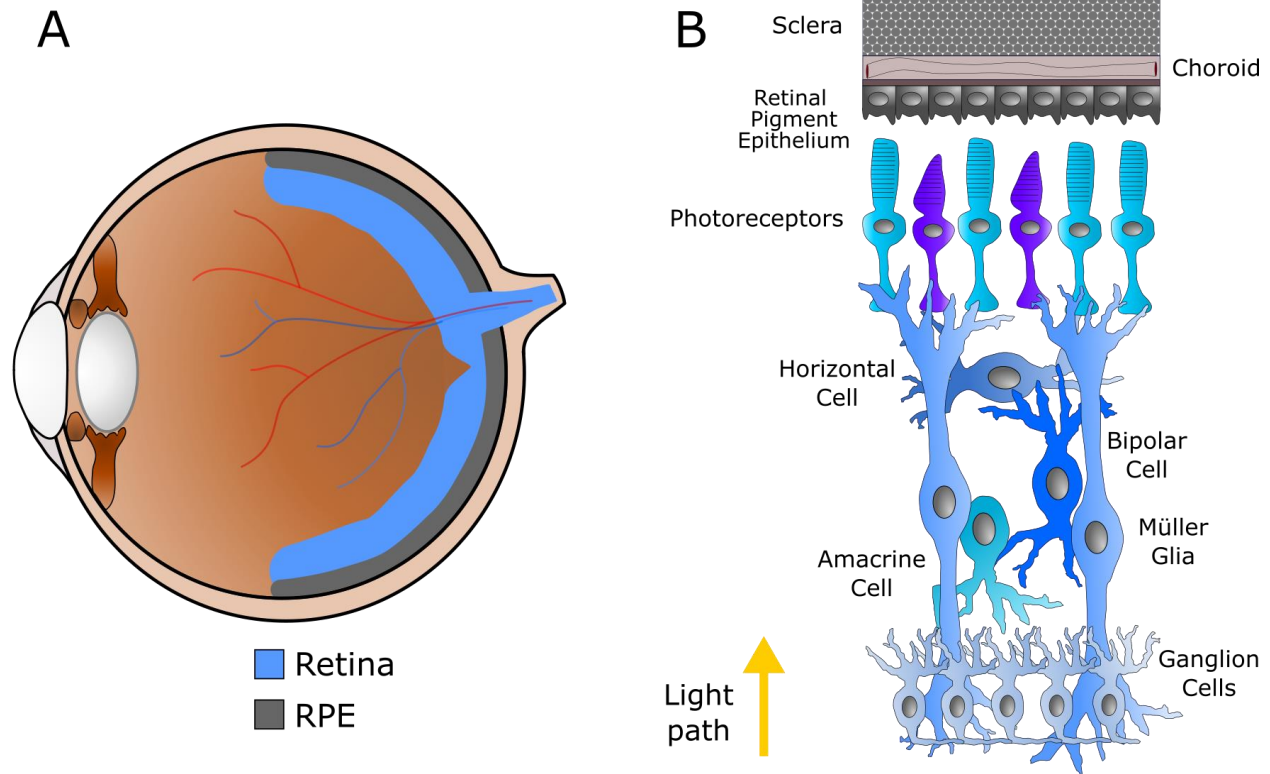 A
Retina
RPE
B
Sclera
Choroid
Retinal
Pigment
Epithelium
Photoreceptors
Horizontal
Cell
Bipolar
Cell
Müller
Glia
Amacrine
Cell
Ganglion
Cells
Light
path